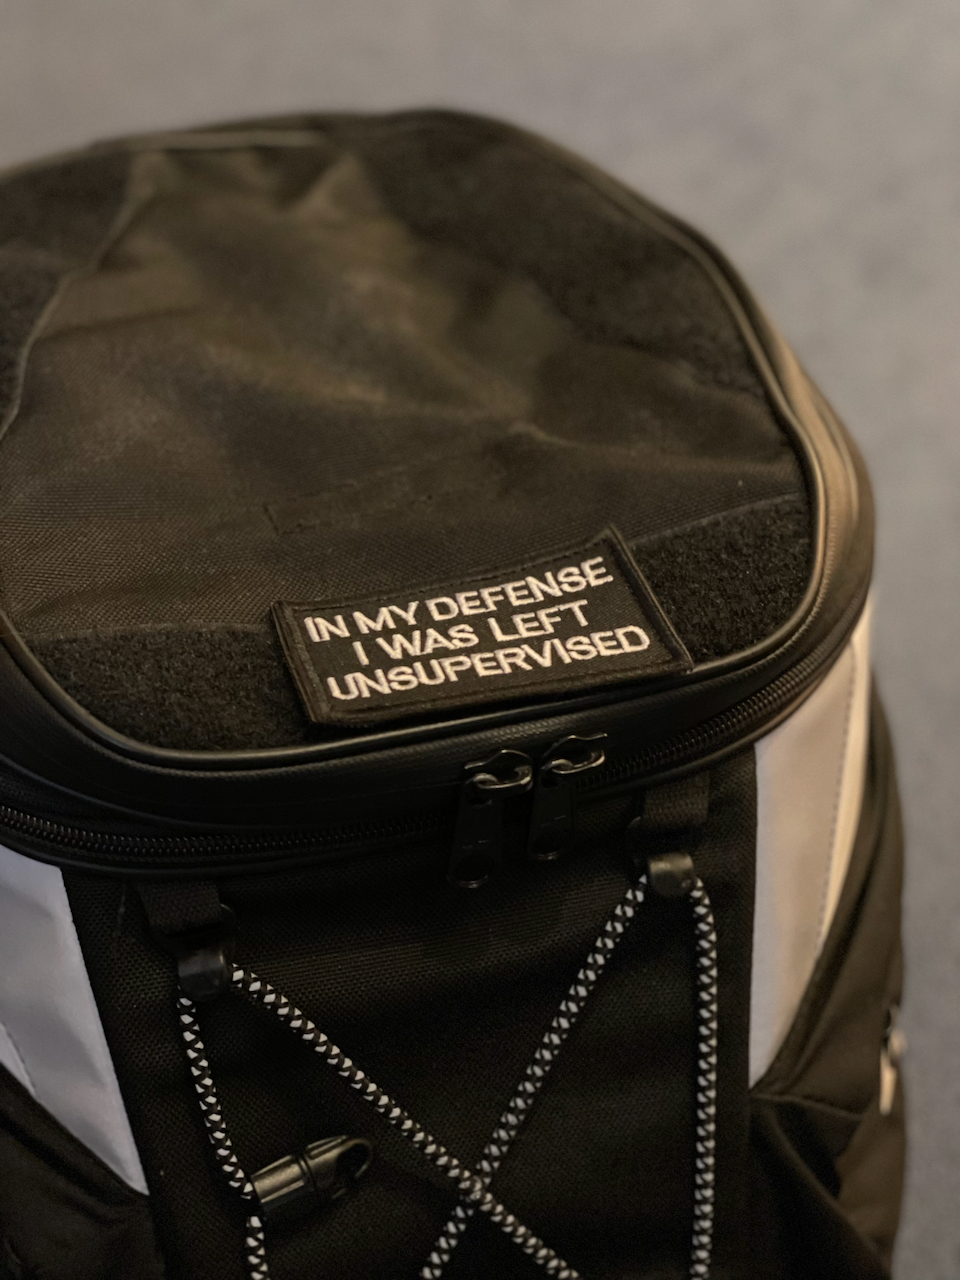 IN MY DEFENSE
I WAS LEFT
UNSUPERVISED